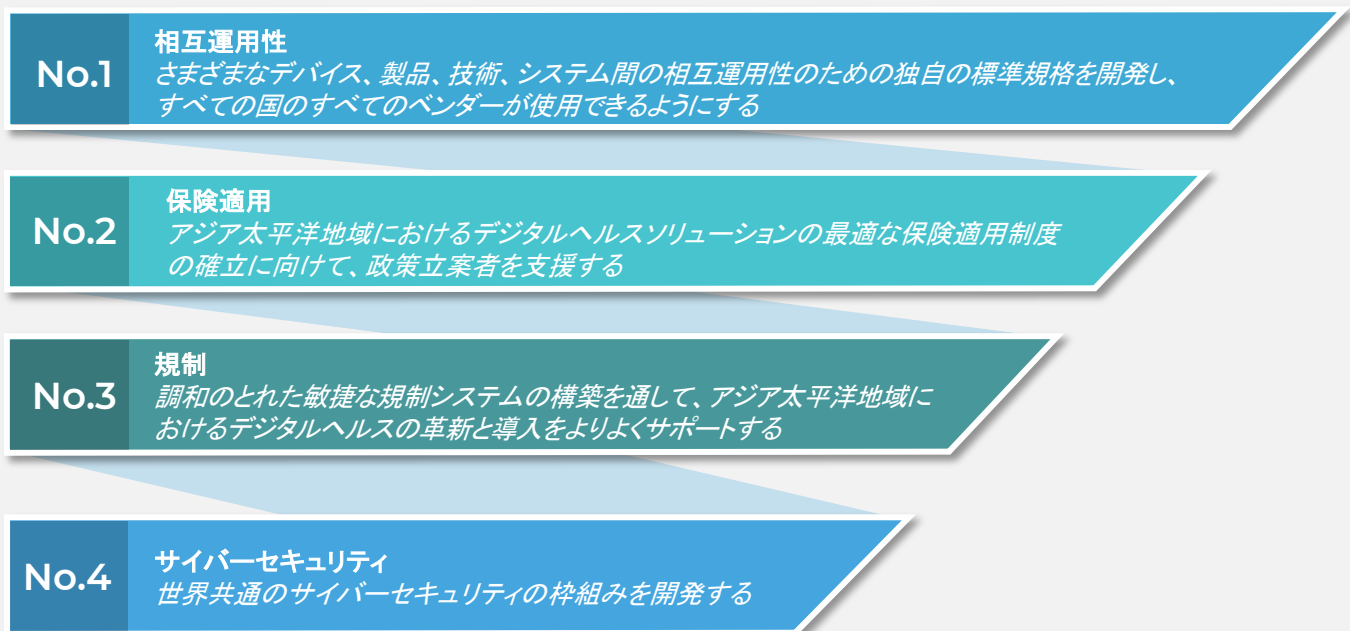 No.1
相互運用性
さまざまなデバイス、製品、技術、システム間の相互運用性のための独自の標準規格を開発し、
すべての国のすべてのベンダーが使用できるようにする
No.2
保険適用
アジア太平洋地域におけるデジタルヘルスソリューションの最適な保険適用制度
の確立に向けて、政策立案者を支援する
No.3
規制
調和のとれた敏捷な規制システムの構築を通して、アジア太平洋地域に
おけるデジタルヘルスの革新と導入をよりよくサポートする
No.4
サイバーセキュリティ
世界共通のサイバーセキュリティの枠組みを開発する